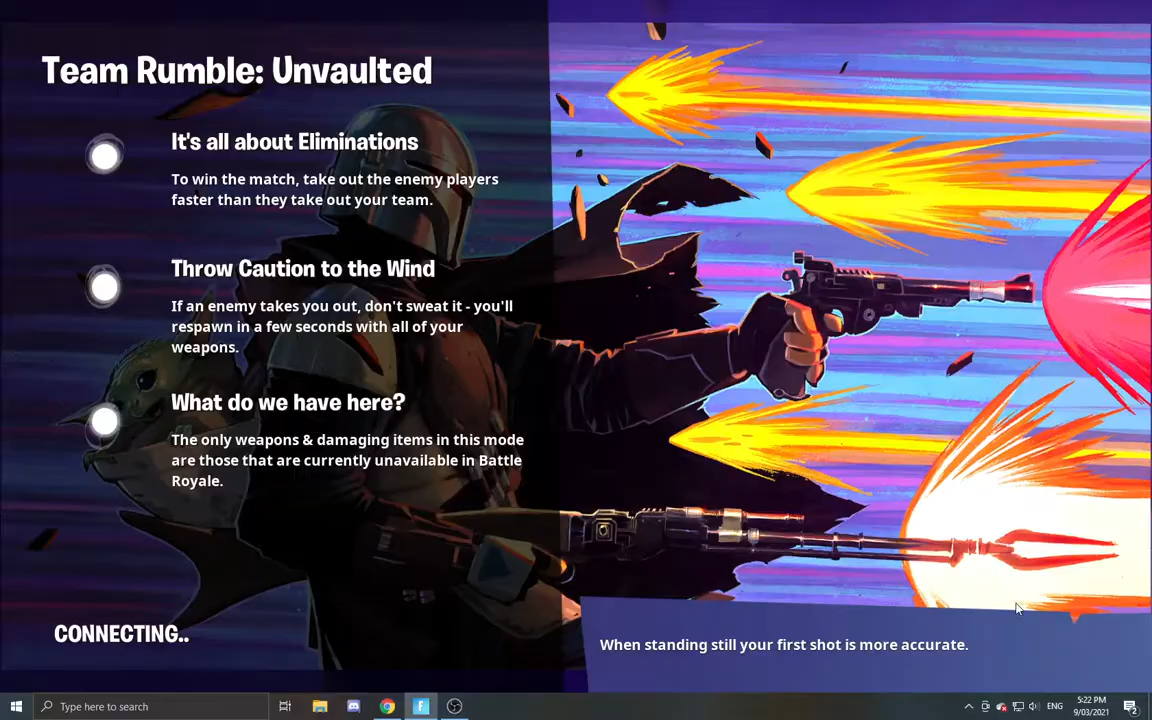 Team Rumble: Unvaulted
It's all about Eliminations
To win the match, take out the enemy players
faster than they take out your team.
Throw Caution to the Wind
If an enemy takes you out, don't sweat it - you'll
respawn in a few seconds with all of your
weapons.
What do we have here?
The only weapons & damaging items in this mode
are those that are currently unavailable in Battle
Royale.
CONNECTING..
When standing still your first shot is more accurate.
Type here to search
F
ENG
5:22 PM
9/03/2021
2